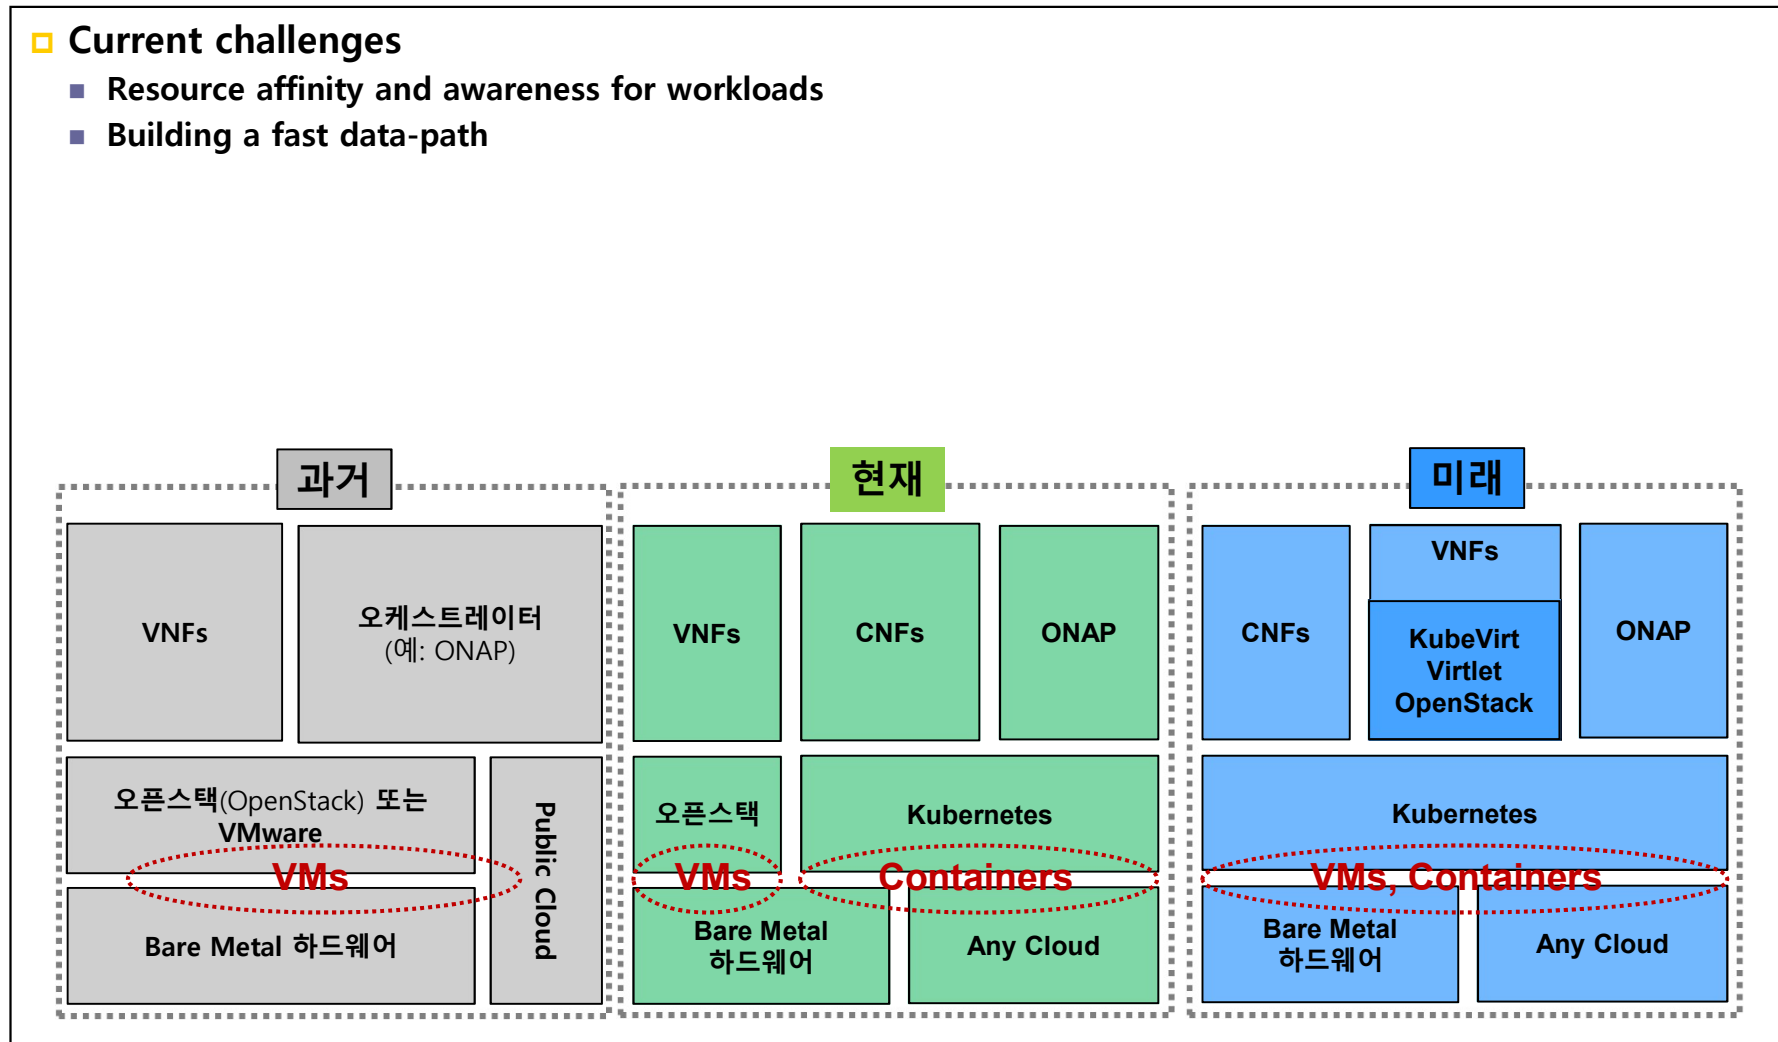 Current challenges
Resource affinity and awareness for workloads
Building a fast data-path
과거
VNFs
오케스트레이터
(예: ONAP)
오픈스택(OpenStack) 또는
VMware
Public Cloud
VMs
Bare Metal 하드웨어
현재
VNFs
CNFs
ONAP
오픈스택
Kubernetes
VMs
Containers
Bare Metal
하드웨어
Any Cloud
미래
CNFs
VNFs
KubeVirt
Virtlet
OpenStack
ONAP
Kubernetes
VMs, Containers
Bare Metal
하드웨어
Any Cloud